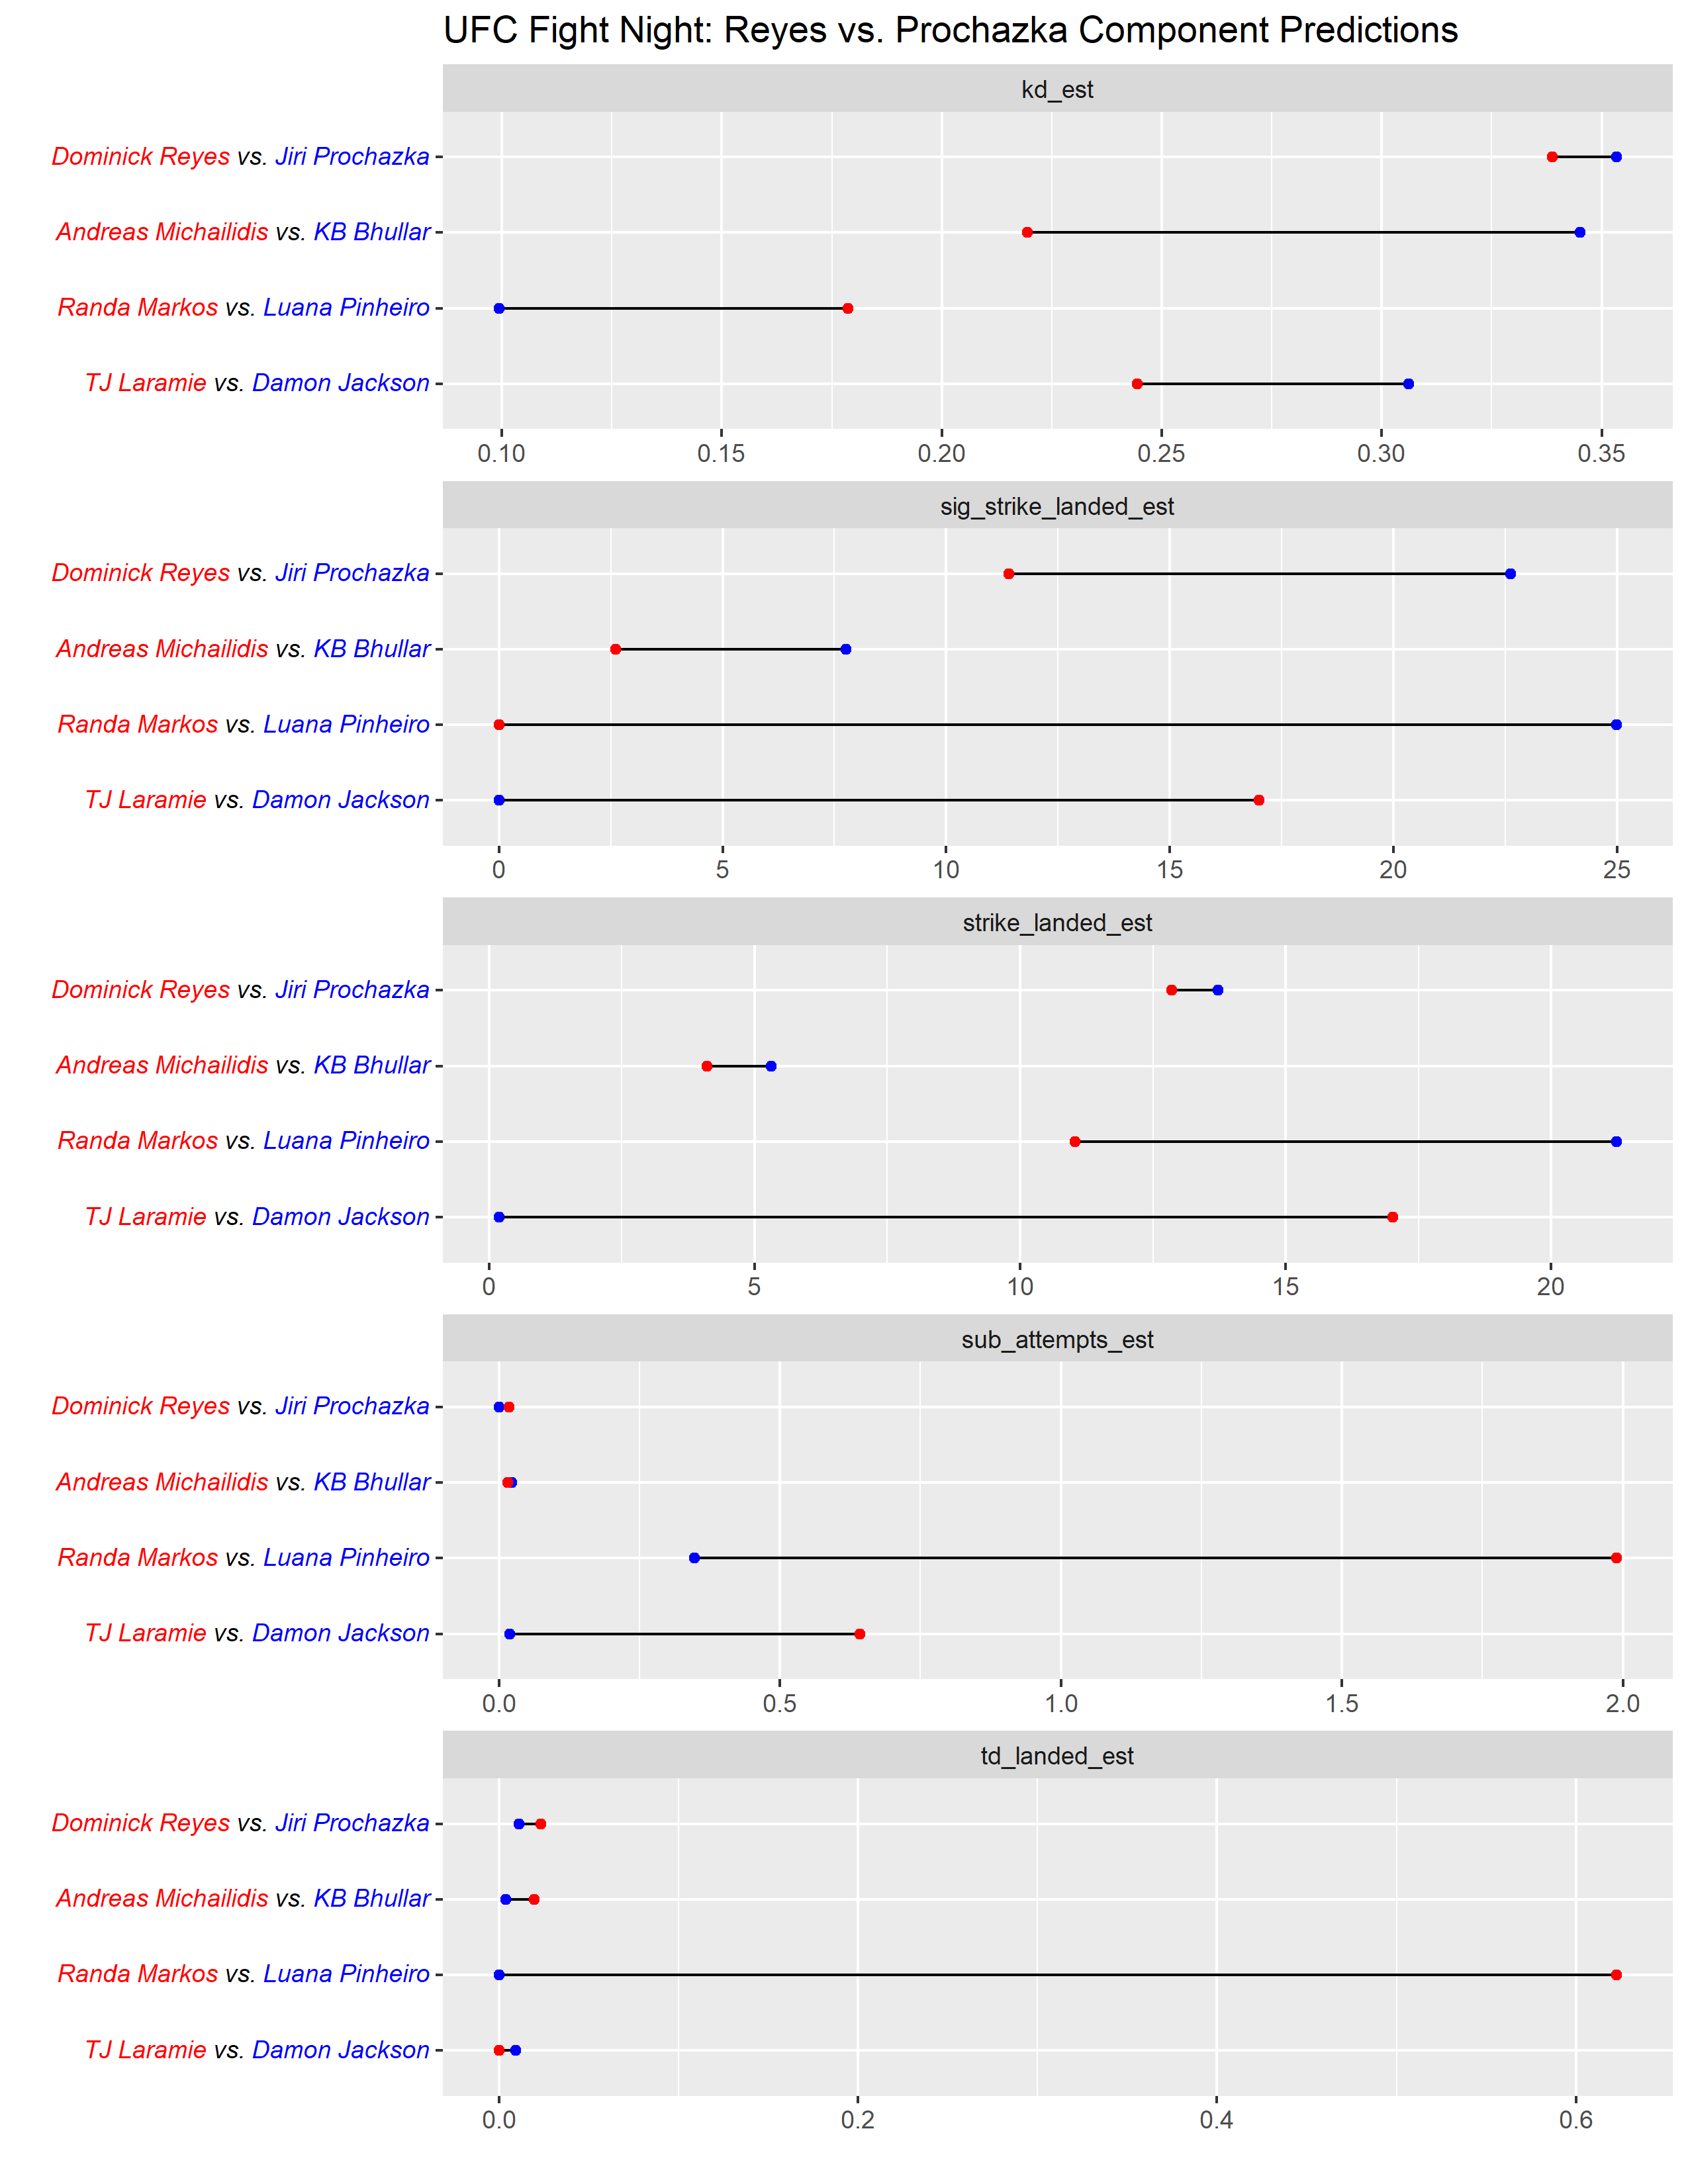 UFC Fight Night: Reyes vs. Prochazka Component Predictions
kd_est
Dominick Reyes vs. Jiri Prochazka
Andreas Michailidis vs. KB Bhullar
Randa Markos vs. Luana Pinheiro
TJ Laramie vs. Damon Jackson
0.10 0.15 0.20 0.25 0.30 0.35
sig_strike_landed_est
Dominick Reyes vs. Jiri Prochazka
Andreas Michailidis vs. KB Bhullar
Randa Markos vs. Luana Pinheiro
TJ Laramie vs. Damon Jackson
0 5 10 15 20 25
strike_landed_est
Dominick Reyes vs. Jiri Prochazka
Andreas Michailidis vs. KB Bhullar
Randa Markos vs. Luana Pinheiro
TJ Laramie vs. Damon Jackson
0 5 10 15 20
sub_attempts_est
Dominick Reyes vs. Jiri Prochazka
Andreas Michailidis vs. KB Bhullar
Randa Markos vs. Luana Pinheiro
TJ Laramie vs. Damon Jackson
0.0 0.5 1.0 1.5 2.0
td_landed_est
Dominick Reyes vs. Jiri Prochazka
Andreas Michailidis vs. KB Bhullar
Randa Markos vs. Luana Pinheiro
TJ Laramie vs. Damon Jackson
0.0 0.2 0.4 0.6